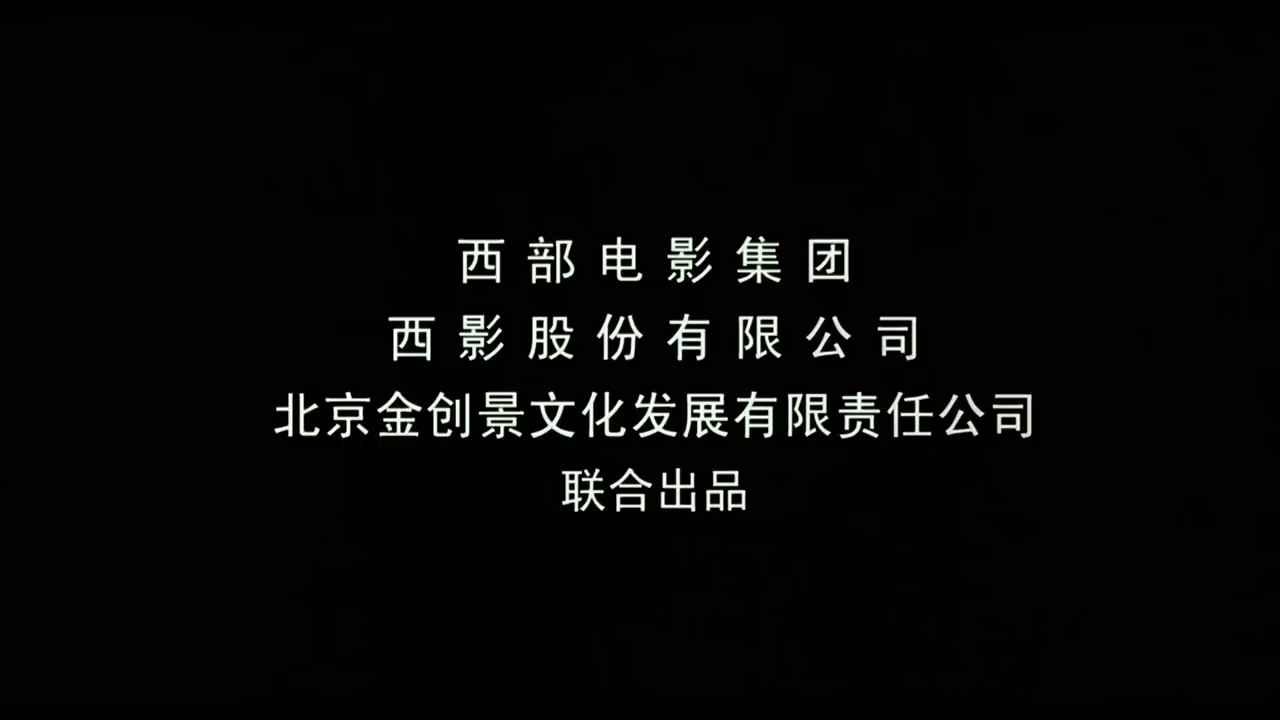 西部电影集团
西影股份有限公司
北京金创景文化发展有限责任公司
联合出品